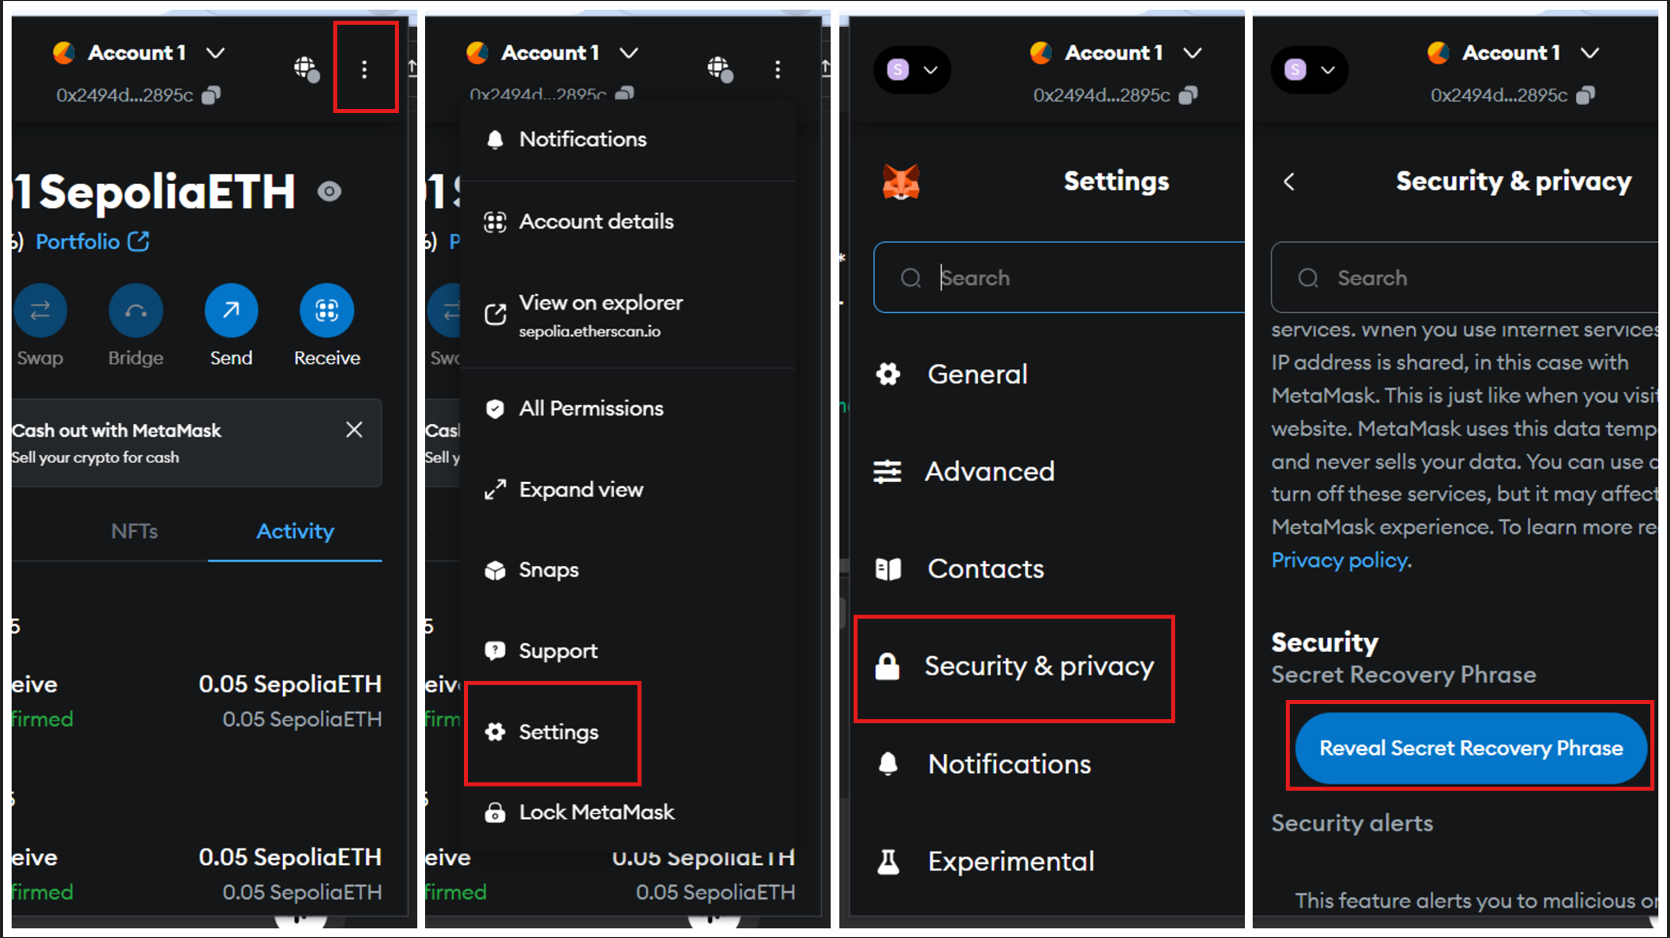 Account 1
0x2494d...2895c
1 SepoliaETH
%) Portfolio
Swap
Bridge
Send
Receive
Cash out with MetaMask
Sell your crypto for cash
NFTs
Activity
eive
0.05 SepoliaETH
firmed
0.05 SepoliaETH
eive
0.05 SepoliaETH
firmed
0.05 SepoliaETH
Account 1
0x2494d...2895c
Notifications
Account details
View on explorer
sepolia.etherscan.io
All Permissions
Expand view
Snaps
Support
Settings
Lock MetaMask
Cas
Sell y
firm
eive
0.05 SepoliaETH
firmed
0.05 SepoliaETH
S
Account 1
0x2494d...2895c
Settings
Search
General
Advanced
Contacts
Security & privacy
Notifications
Experimental
S
Account 1
0x2494d...2895c
Security & privacy
Search
services. When you use internet services
IP address is shared, in this case with
MetaMask. This is just like when you visit
website. MetaMask uses this data temp
and never sells your data. You can use o
turn off these services, but it may affect
MetaMask experience. To learn more re
Privacy policy.
Security
Secret Recovery Phrase
Reveal Secret Recovery Phrase
Security alerts
This feature alerts you to malicious or